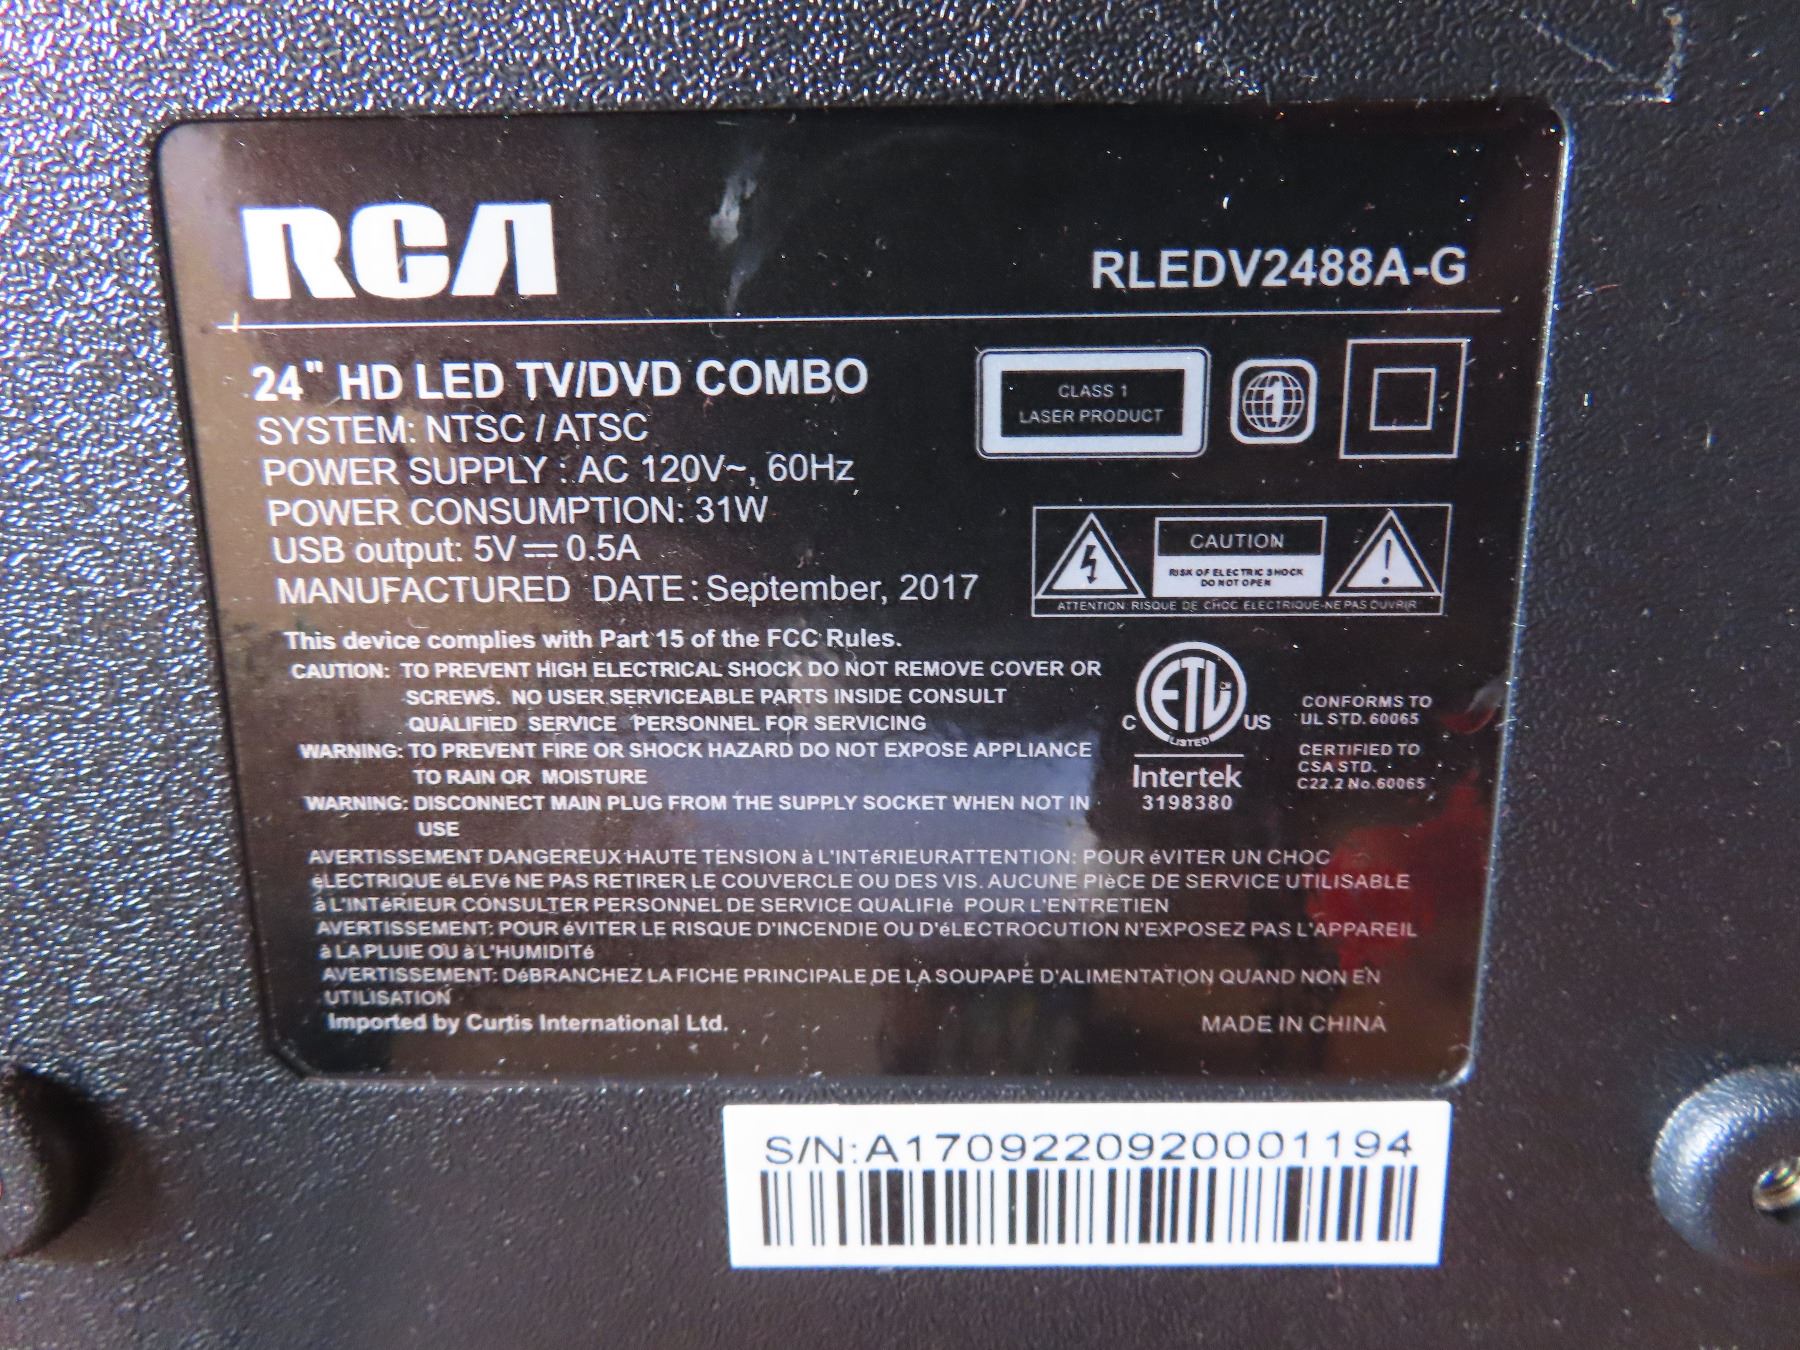 RCA
RLEDV2488A-G
24" HD LED TV/DVD COMBO
SYSTEM: NTSC / ATSC
POWER SUPPLY : AC 120V~, 60Hz
POWER CONSUMPTION: 31W
USB output: 5V⎓0.5A
MANUFACTURED DATE : September, 2017
CLASS 1
LASER PRODUCT
1
CAUTION
RISK OF ELECTRIC SHOCK
DO NOT OPEN
ATTENTION RISQUE DE CHOC ELECTRIQUE-NE PAS OUVRIR
This device complies with Part 15 of the FCC Rules.
CAUTION: TO PREVENT HIGH ELECTRICAL SHOCK DO NOT REMOVE COVER OR
SCREWS. NO USER SERVICEABLE PARTS INSIDE CONSULT
QUALIFIED SERVICE PERSONNEL FOR SERVICING
WARNING: TO PREVENT FIRE OR SHOCK HAZARD DO NOT EXPOSE APPLIANCE
TO RAIN OR MOISTURE
WARNING: DISCONNECT MAIN PLUG FROM THE SUPPLY SOCKET WHEN NOT IN
USE
C ETL CM US
LISTED
Intertek
3198380
CONFORMS TO
UL STD. 60065
CERTIFIED TO
CSA STD.
C22.2 No.60065
AVERTISSEMENT DANGEREUX HAUTE TENSION à L'INTéRIEURATTENTION: POUR éVITER UN CHOC
éLECTRIQUE éLEVé NE PAS RETIRER LE COUVERCLE OU DES VIS. AUCUNE PIèCE DE SERVICE UTILISABLE
à L'INTéRIEUR CONSULTER PERSONNEL DE SERVICE QUALIFIé POUR L'ENTRETIEN
AVERTISSEMENT: POUR éVITER LE RISQUE D'INCENDIE OU D'éLECTROCUTION N'EXPOSEZ PAS L'APPAREIL
à LA PLUIE OU à L'HUMIDITé
AVERTISSEMENT: DéBRANCHEZ LA FICHE PRINCIPALE DE LA SOUPAPE D'ALIMENTATION QUAND NON EN
UTILISATION
Imported by Curtis International Ltd.
MADE IN CHINA
S/N:A1709220920001194